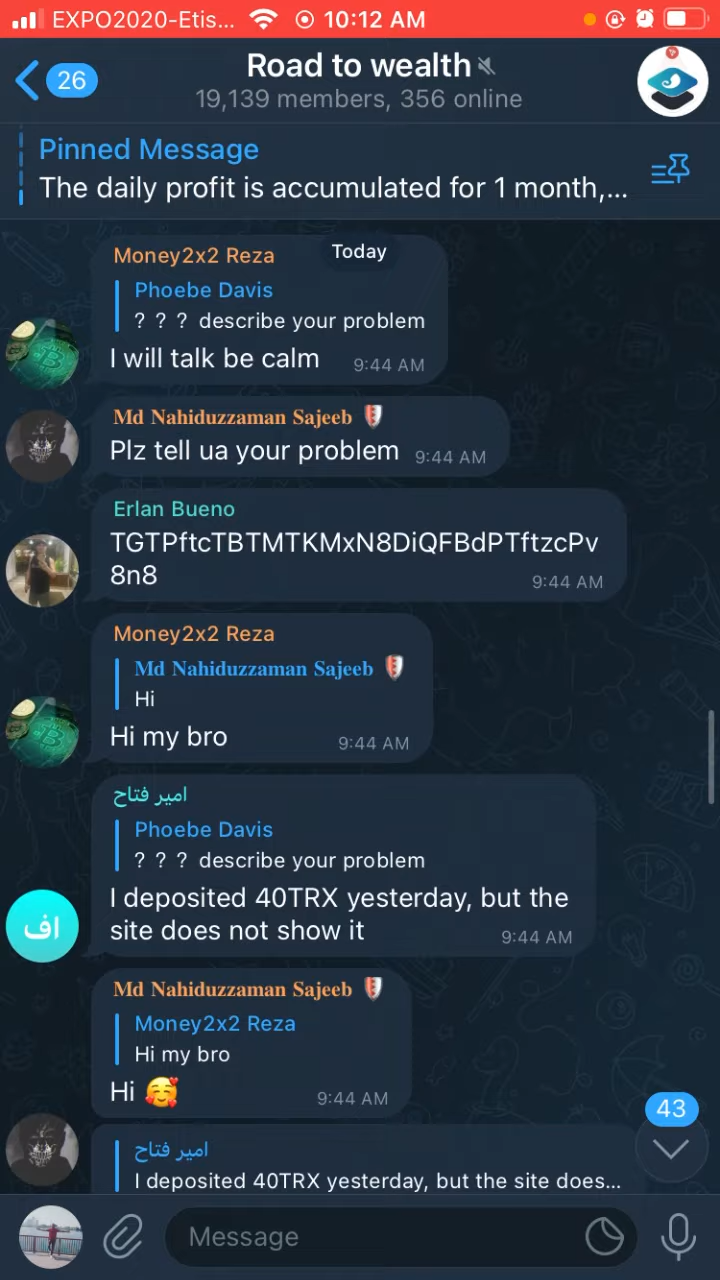 EXPO2020-Etis... 10:12 AM
26
Road to wealth
19,139 members, 356 online
Pinned Message
The daily profit is accumulated for 1 month,...
Today
Money2x2 Reza
Phoebe Davis
? ? ? describe your problem
I will talk be calm 9:44 AM
Md Nahiduzzaman Sajeeb
Plz tell ua your problem 9:44 AM
Erlan Bueno
TGTPftcTBTMTKMxN8DiQFBdPTftzcPv
8n8 9:44 AM
Money2x2 Reza
Md Nahiduzzaman Sajeeb
Hi
Hi my bro 9:44 AM
امیر فتاح
Phoebe Davis
? ? ? describe your problem
I deposited 40TRX yesterday, but the
site does not show it 9:44 AM
اف
Md Nahiduzzaman Sajeeb
Money2x2 Reza
Hi my bro
Hi 🥰 9:44 AM
43
امیر فتاح
I deposited 40TRX yesterday, but the site does...
Message